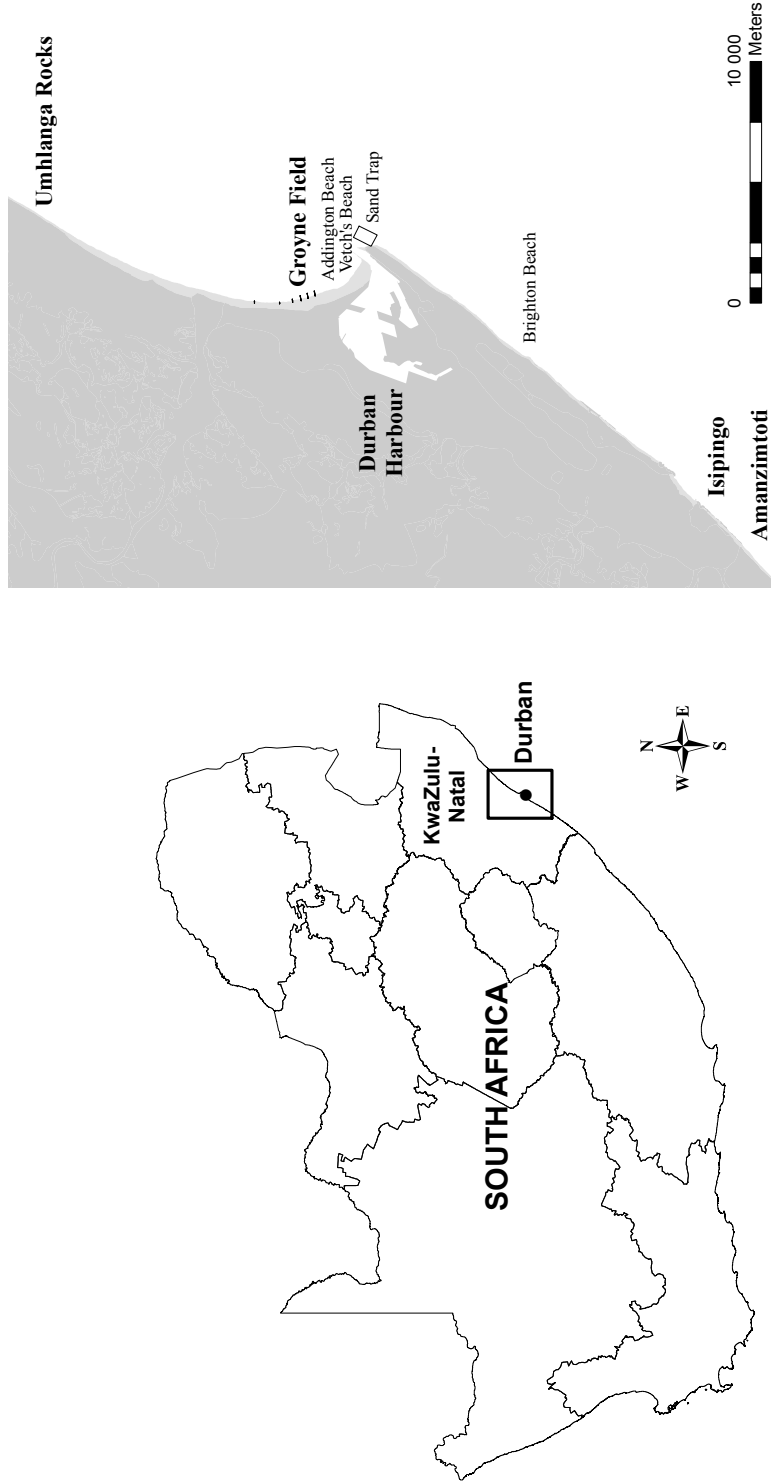 SOUTH AFRICA
KwaZulu-
Natal
Durban
N
W
E
S
Umhlanga Rocks
Groyne Field
Addington Beach
Vetch's Beach
Sand Trap
Durban
Harbour
Brighton Beach
Isipingo
Amanzimtoti
0
10 000
Meters